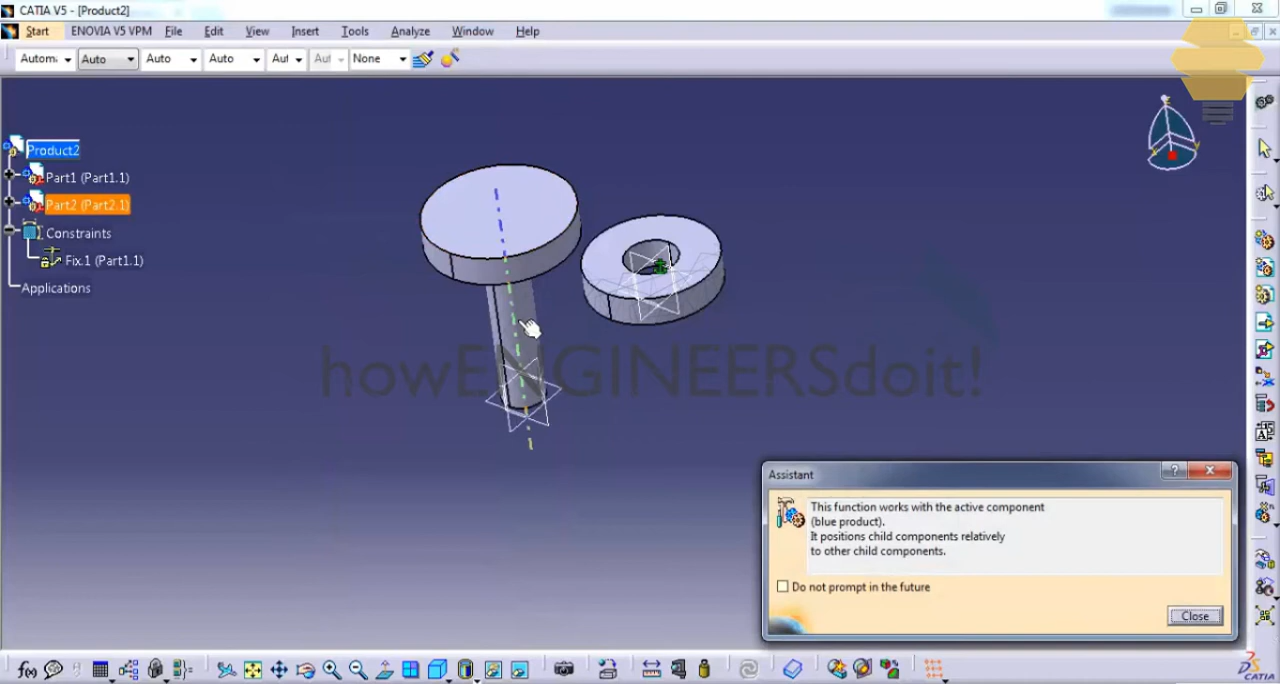 CATIA V5 - [Product2]
Start ENOVIA V5 VPM File Edit View Insert Tools Analyze Window Help
Autom Auto Auto Auto Aut Aut None
Product2
Part1 (Part1.1)
Part2 (Part2.1)
Constraints
Fix.1 (Part1.1)
Applications
howENGINEERSdoit!
Assistant
This function works with the active component
(blue product).
It positions child components relatively
to other child components.
Do not prompt in the future
Close
f(x)
CATIA